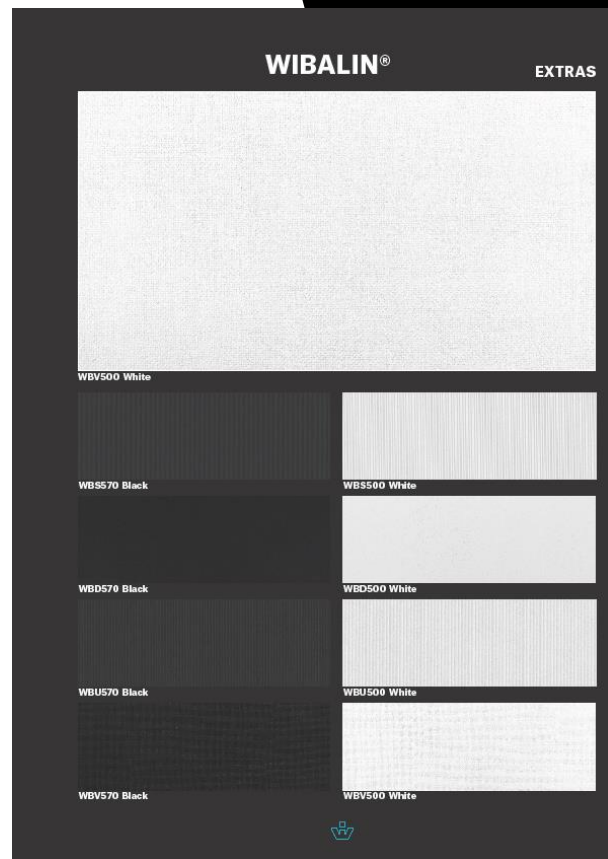 WIBALIN®
EXTRAS
WBV500 White
WBS570 Black
WBS500 White
WBD570 Black
WBD500 White
WBU570 Black
WBU500 White
WBV570 Black
WBV500 White